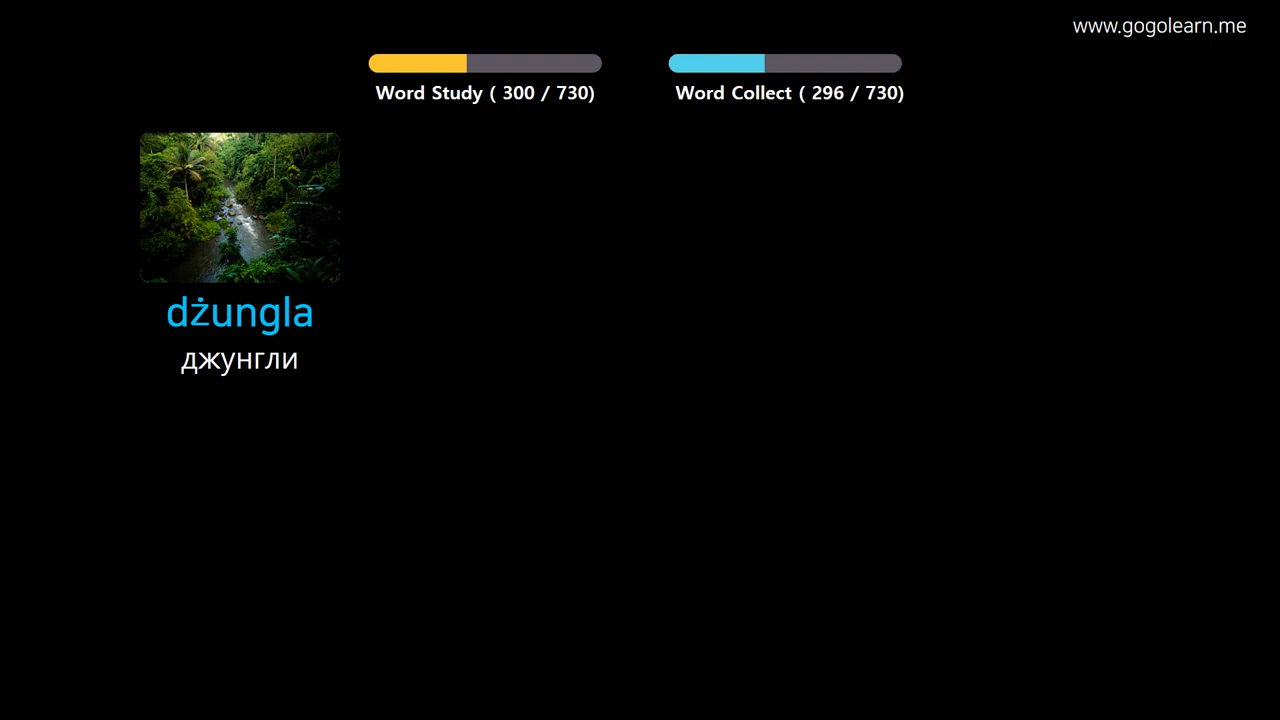 www.gogolearn.me
Word Study ( 300 / 730)
Word Collect ( 296 / 730)
dżungla
джунгли